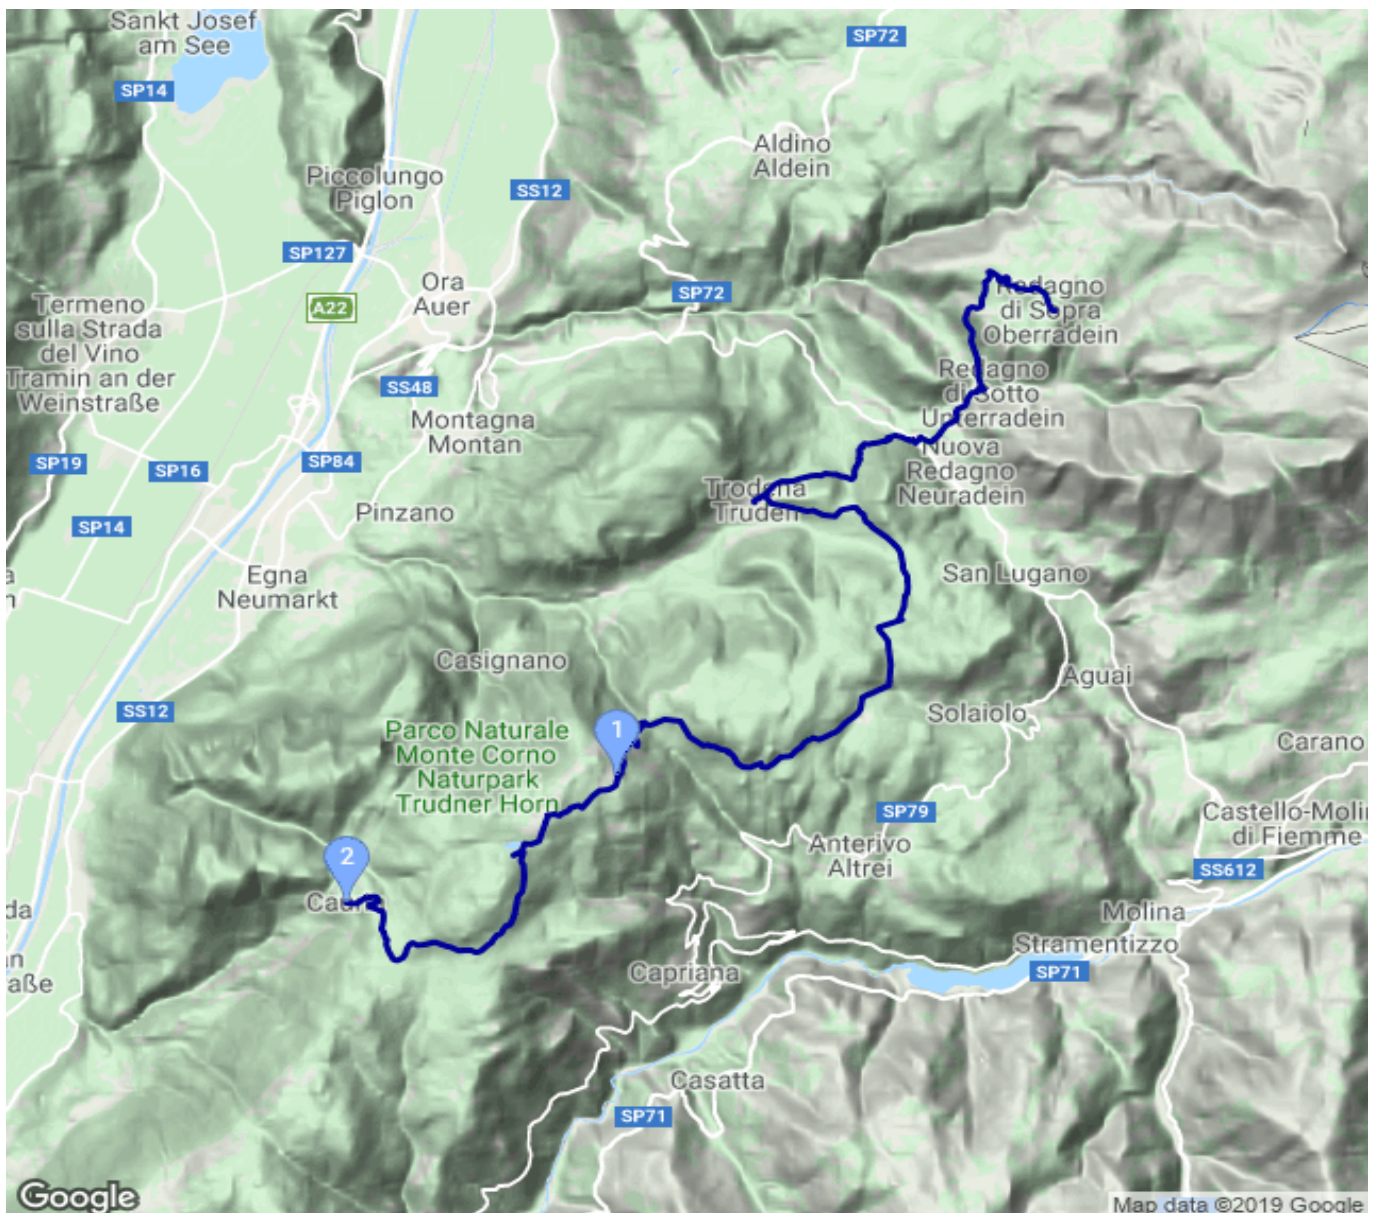 Sankt Josef
am See
SP72
SP14
Aldino
Aldein
Piccolungo
Piglon
SS12
SP127
Ora
Auer
SP72
A22
Redagno
di Sopra
Oberradein
Termeno
sulla Strada
del Vino
Tramin an der
Weinstraße
SS48
Redagno
di Sotto
Unterradein
Montagna
Montan
SP19
SP16
SP84
Nuova
Redagno
Neuradein
Trodena
Truden
SP14
Pinzano
Egna
Neumarkt
San Lugano
Casignano
Aguai
SS12
Solaiolo
Parco Naturale
Monte Corno
Naturpark
Trudner Horn
1
Carano
SP79
Castello-Moli
di Fiemme
Anterivo
Altrei
2
SS612
da
Molina
Stramentizzo
aße
Capriana
SP71
Casatta
SP71
Google
Map data ©2019 Google